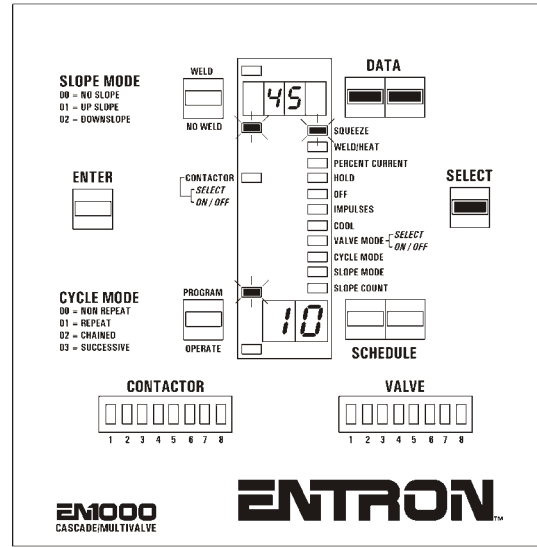 SLOPE MODE
00 = NO SLOPE
01 = UP SLOPE
02 = DOWNSLOPE
WELD
NO WELD
45
DATA
SQUEEZE
WELD/HEAT
PERCENT CURRENT
HOLD
OFF
IMPULSES
COOL
VALVE MODE
SELECT
ON / OFF
CYCLE MODE
SLOPE MODE
SLOPE COUNT
CONTACTOR
SELECT
ON / OFF
ENTER
SELECT
CYCLE MODE
00 = NON REPEAT
01 = REPEAT
02 = CHAINED
03 = SUCCESSIVE
PROGRAM
OPERATE
10
SCHEDULE
CONTACTOR
1 2 3 4 5 6 7 8
VALVE
1 2 3 4 5 6 7 8
EN1000
CASCADE/MULTIVALVE
ENTRON™